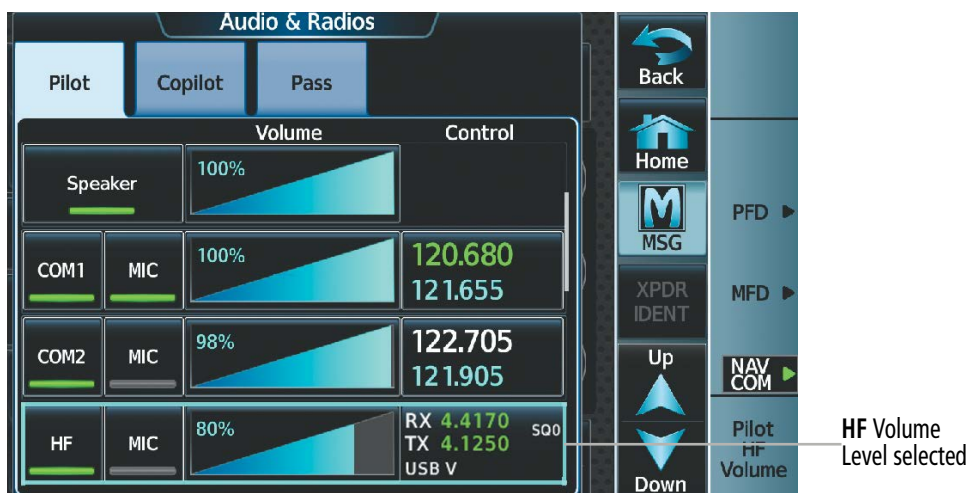 Audio & Radios
Pilot
Copilot
Pass
Volume
Control
Speaker
100%
COM1
MIC
100%
120.680
121.655
COM2
MIC
98%
122.705
121.905
HF
MIC
80%
RX 4.4170
SQ0
TX 4.1250
USB V
Back
Home
MSG
XPDR
IDENT
Up
Down
PFD
MFD
NAV
COM
Pilot
HF
Volume
HF Volume
Level selected